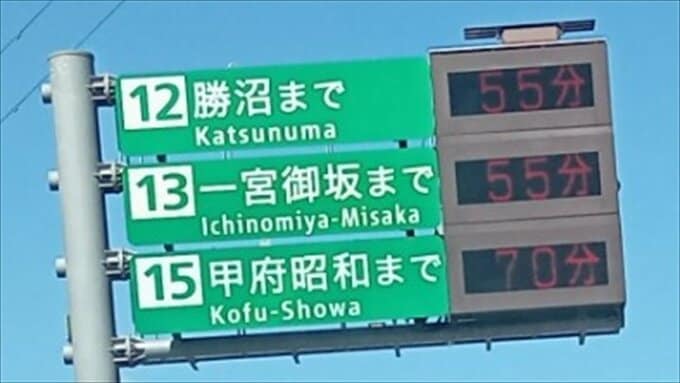 12 勝沼まで 55分
Katsunuma
13 一宮御坂まで 55分
Ichinomiya-Misaka
15 甲府昭和まで 70分
Kofu-Showa